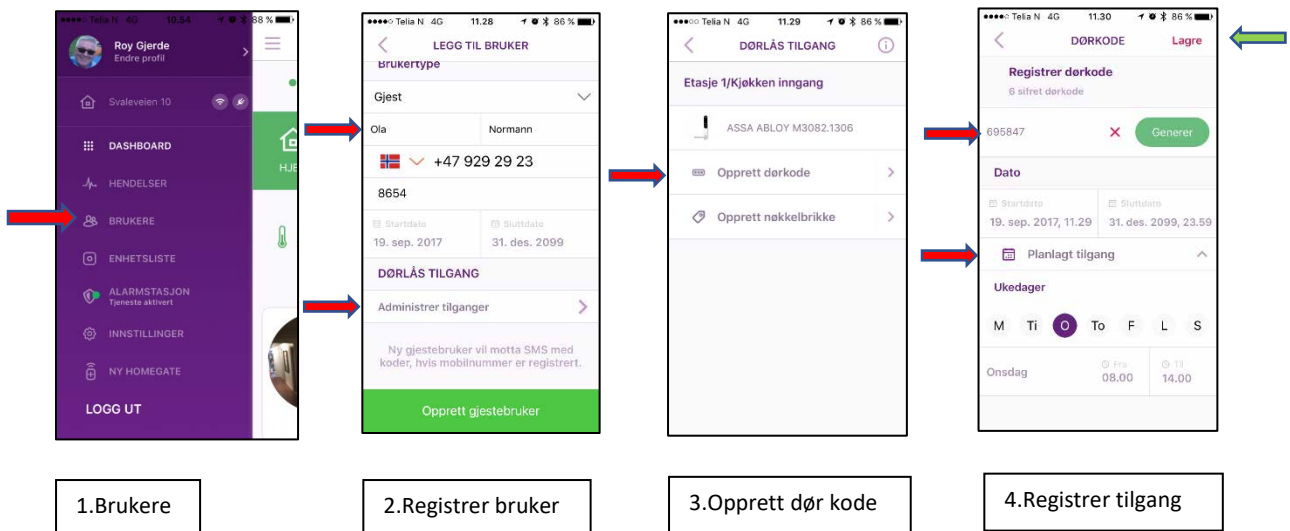 Telia N 4G 10.54 88 %
Roy Gjerde
Endre profil
Svaleveien 10
DASHBOARD
HENDELSER
BRUKERE
ENHETSLISTE
ALARMSTASJON
Tjeneste aktivert
INNSTILLINGER
NY HOMEGATE
LOGG UT
HJE
1.Brukere
Telia N 4G 11.28 86 %
LEGG TIL BRUKER
Brukertype
Gjest
Ola Normann
+47 929 29 23
8654
Startdato Sluttdato
19. sep. 2017 31. des. 2099
DØRLÅS TILGANG
Administrer tilganger
Ny gjestebruker vil motta SMS med
koder, hvis mobilnummer er registrert.
Opprett gjestebruker
2.Registrer bruker
Telia N 4G 11.29 86 %
DØRLÅS TILGANG
Etasje 1/Kjøkken inngang
ASSA ABLOY M3082.1306
Opprett dørkode
Opprett nøkkelbrikke
3.Opprett dør kode
Telia N 4G 11.30 86 %
DØRKODE Lagre
Registrer dørkode
6 sifret dørkode
695847 Generer
Dato
Startdato Sluttdato
19. sep. 2017, 11.29 31. des. 2099, 23.59
Planlagt tilgang
Ukedager
M Ti O To F L S
Fra Til
Onsdag 08.00 14.00
4.Registrer tilgang